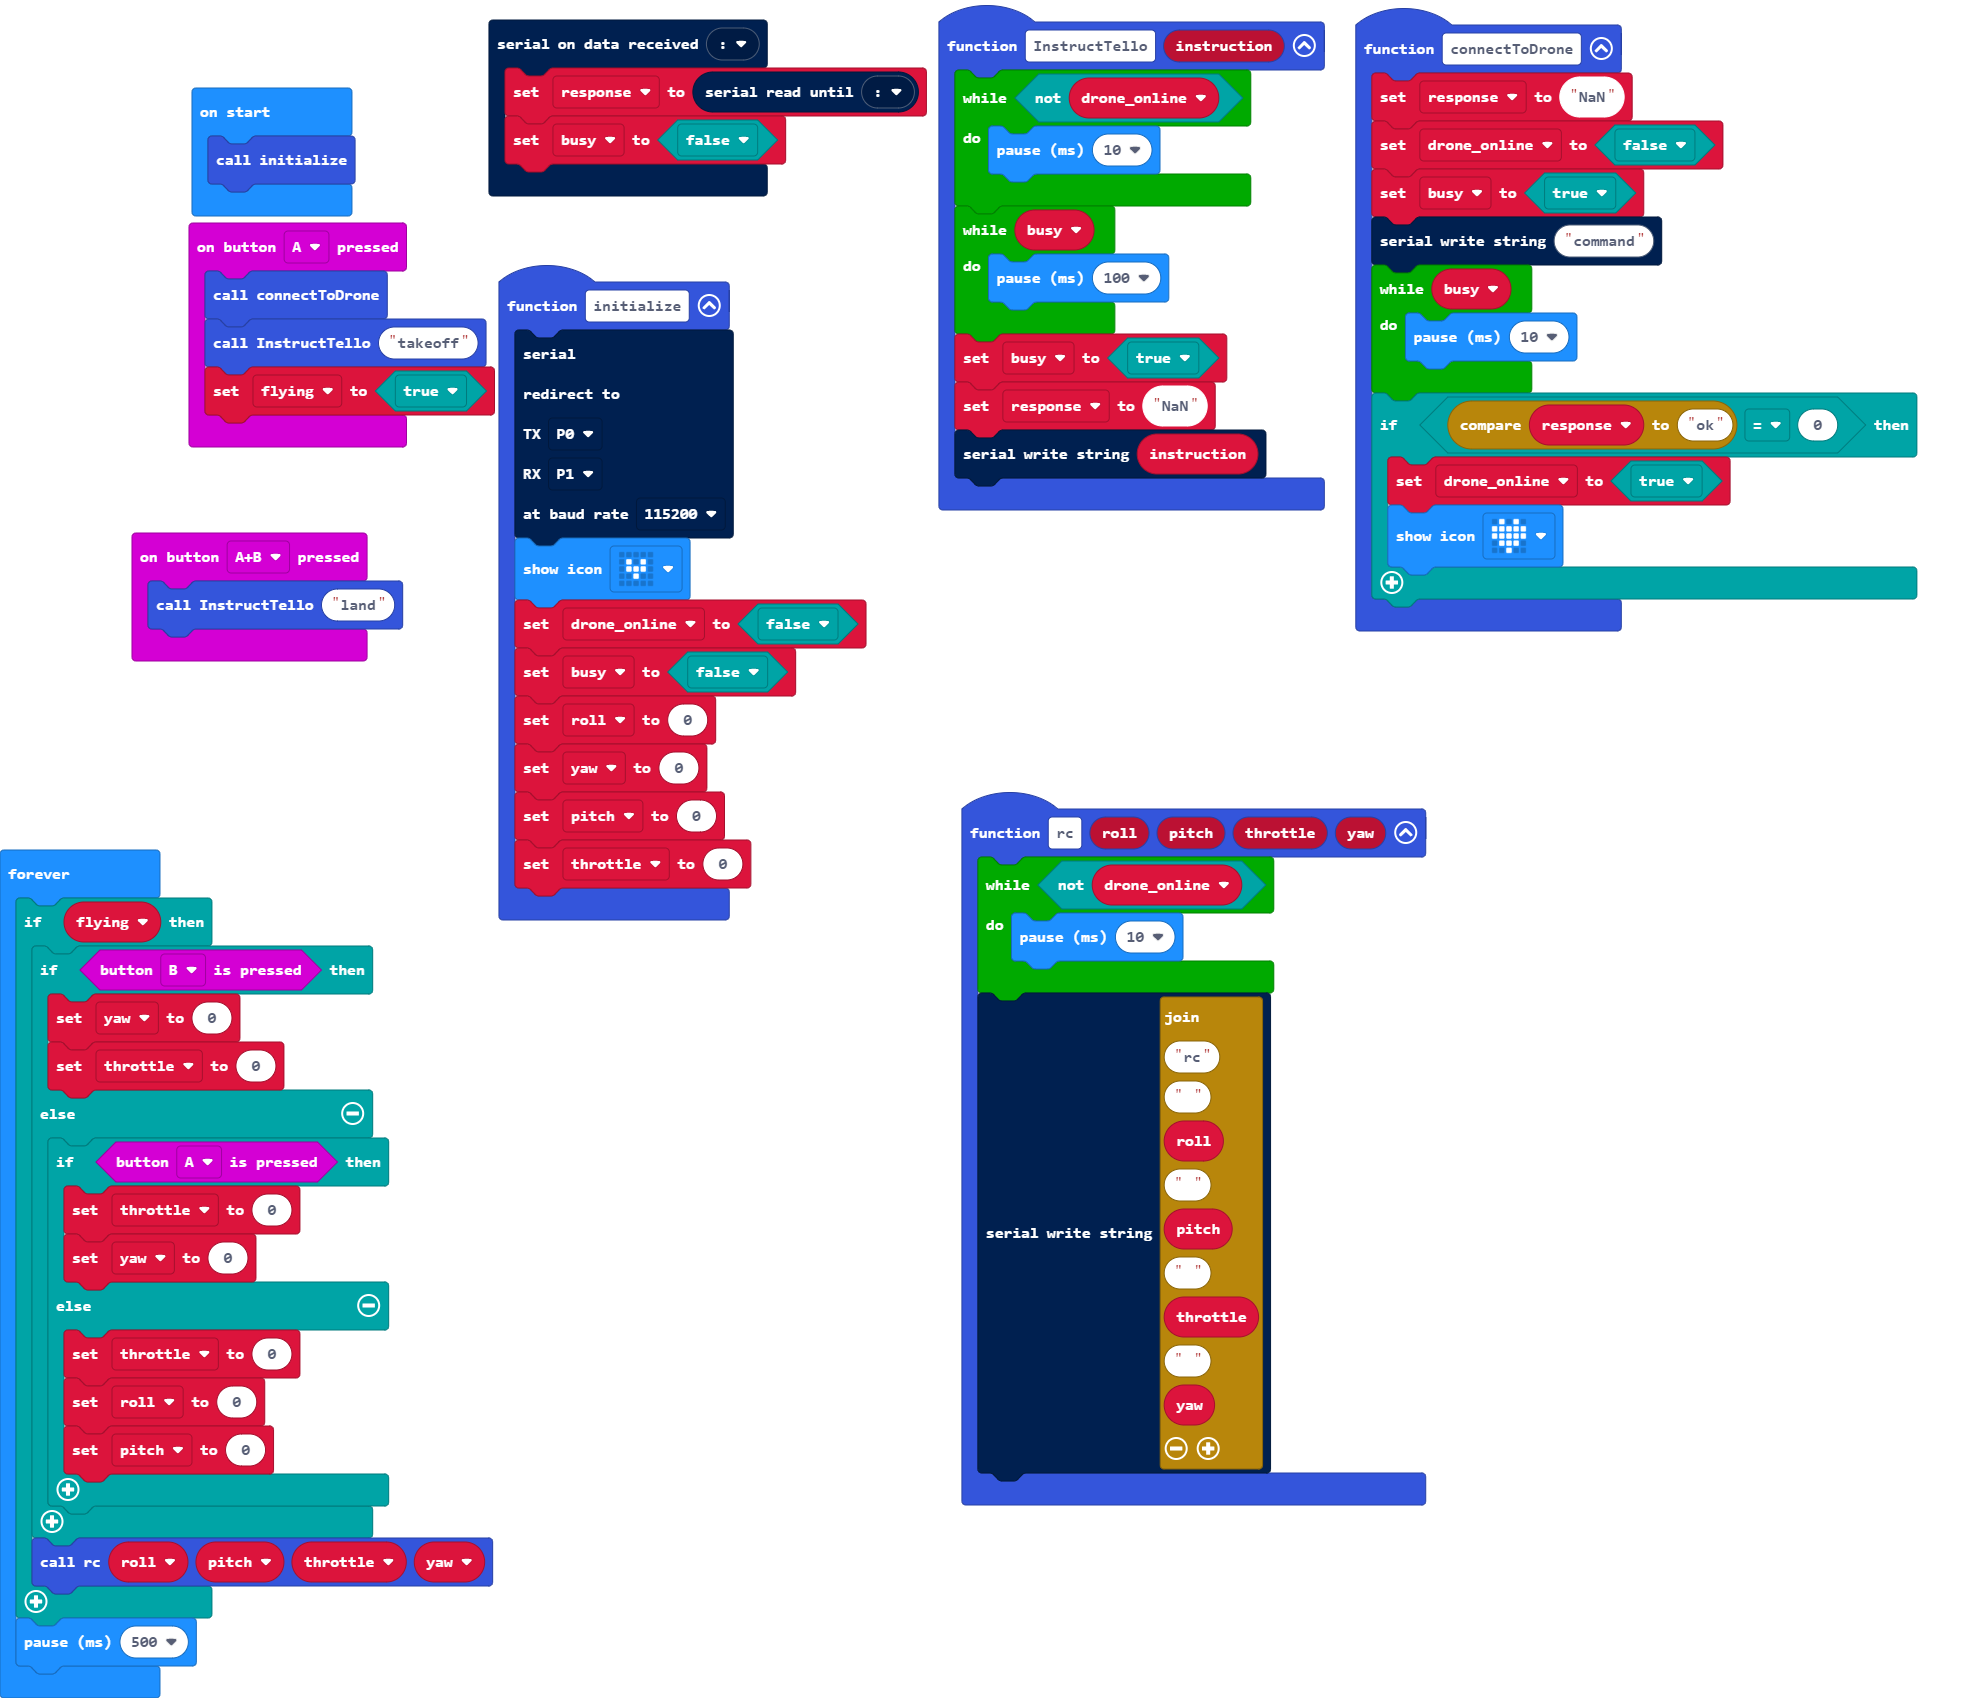 on start
call initialize
on button A pressed
call connectToDrone
call InstructTello "takeoff"
set flying to true
on button A+B pressed
call InstructTello "land"
serial on data received :
set response to serial read until :
set busy to false
function initialize
serial
redirect to
TX P0
RX P1
at baud rate 115200
show icon
set drone_online to false
set busy to false
set roll to 0
set yaw to 0
set pitch to 0
set throttle to 0
function InstructTello instruction
while not drone_online
do pause (ms) 10
while busy
do pause (ms) 100
set busy to true
set response to "NaN"
serial write string instruction
function connectToDrone
set response to "NaN"
set drone_online to false
set busy to true
serial write string "command"
while busy
do pause (ms) 10
if compare response to "ok" = 0 then
set drone_online to true
show icon
forever
if flying then
if button B is pressed then
set yaw to 0
set throttle to 0
else
if button A is pressed then
set throttle to 0
set yaw to 0
else
set throttle to 0
set roll to 0
set pitch to 0
call rc roll pitch throttle yaw
pause (ms) 500
function rc roll pitch throttle yaw
while not drone_online
do pause (ms) 10
serial write string
join
"rc"
" "
roll
" "
pitch
" "
throttle
" "
yaw